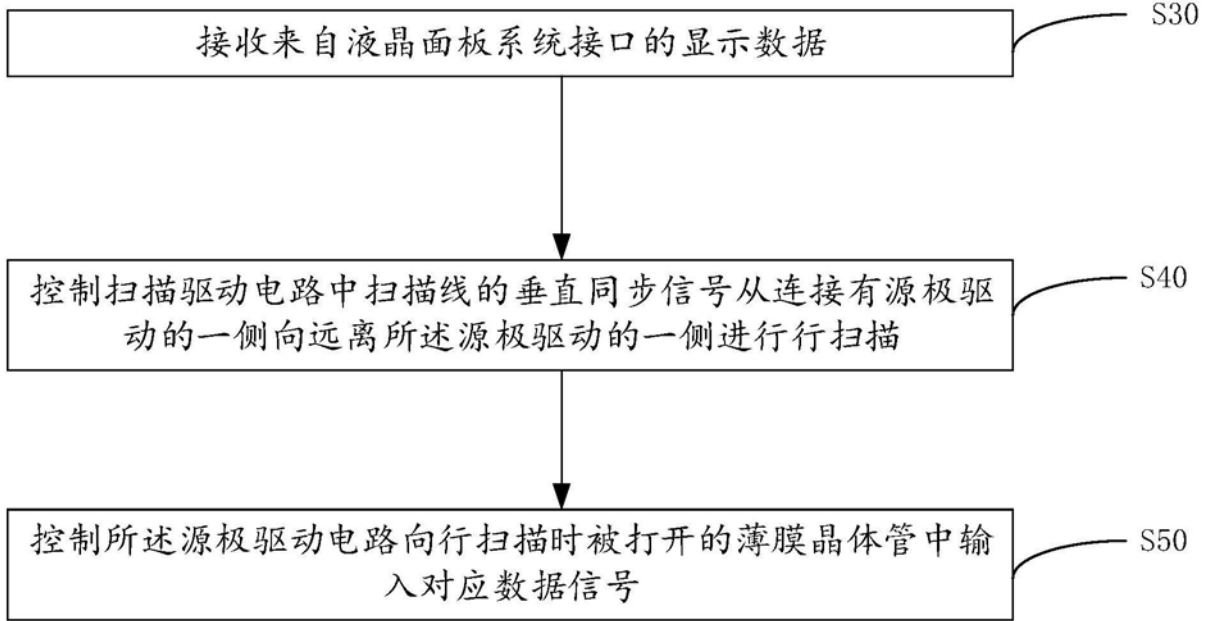 接收来自液晶面板系统接口的显示数据
S30
控制扫描驱动电路中扫描线的垂直同步信号从连接有源极驱
动的一侧向远离所述源极驱动的一侧进行行扫描
S40
控制所述源极驱动电路向行扫描时被打开的薄膜晶体管中输
入对应数据信号
S50